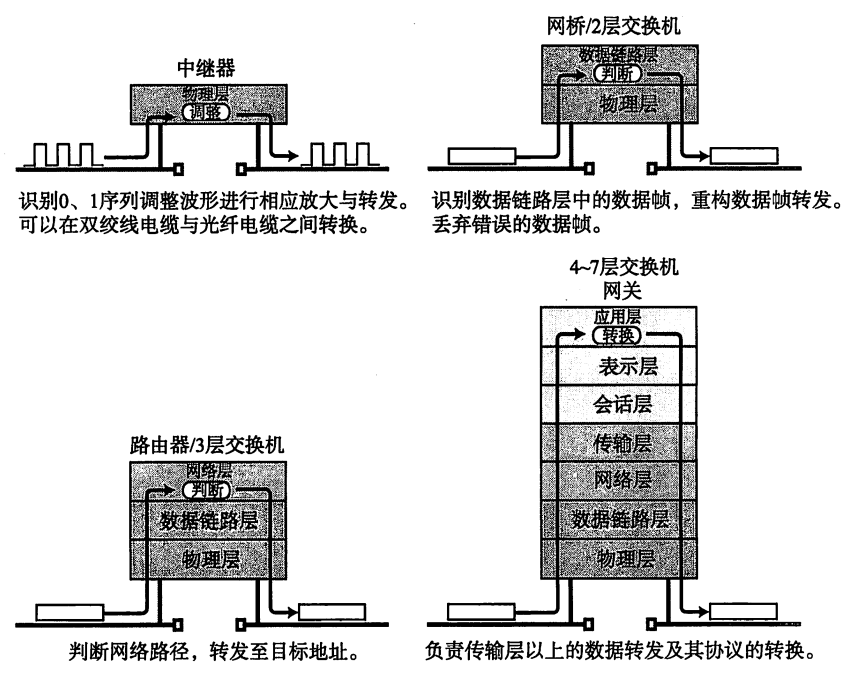 中继器
物理层
调整
识别0、1序列调整波形进行相应放大与转发。
可以在双绞线电缆与光纤电缆之间转换。
网桥/2层交换机
数据链路层
判断
物理层
识别数据链路层中的数据帧，重构数据帧转发。
丢弃错误的数据帧。
路由器/3层交换机
网络层
判断
数据链路层
物理层
判断网络路径，转发至目标地址。
4~7层交换机
网关
应用层
转换
表示层
会话层
传输层
网络层
数据链路层
物理层
负责传输层以上的数据转发及其协议的转换。